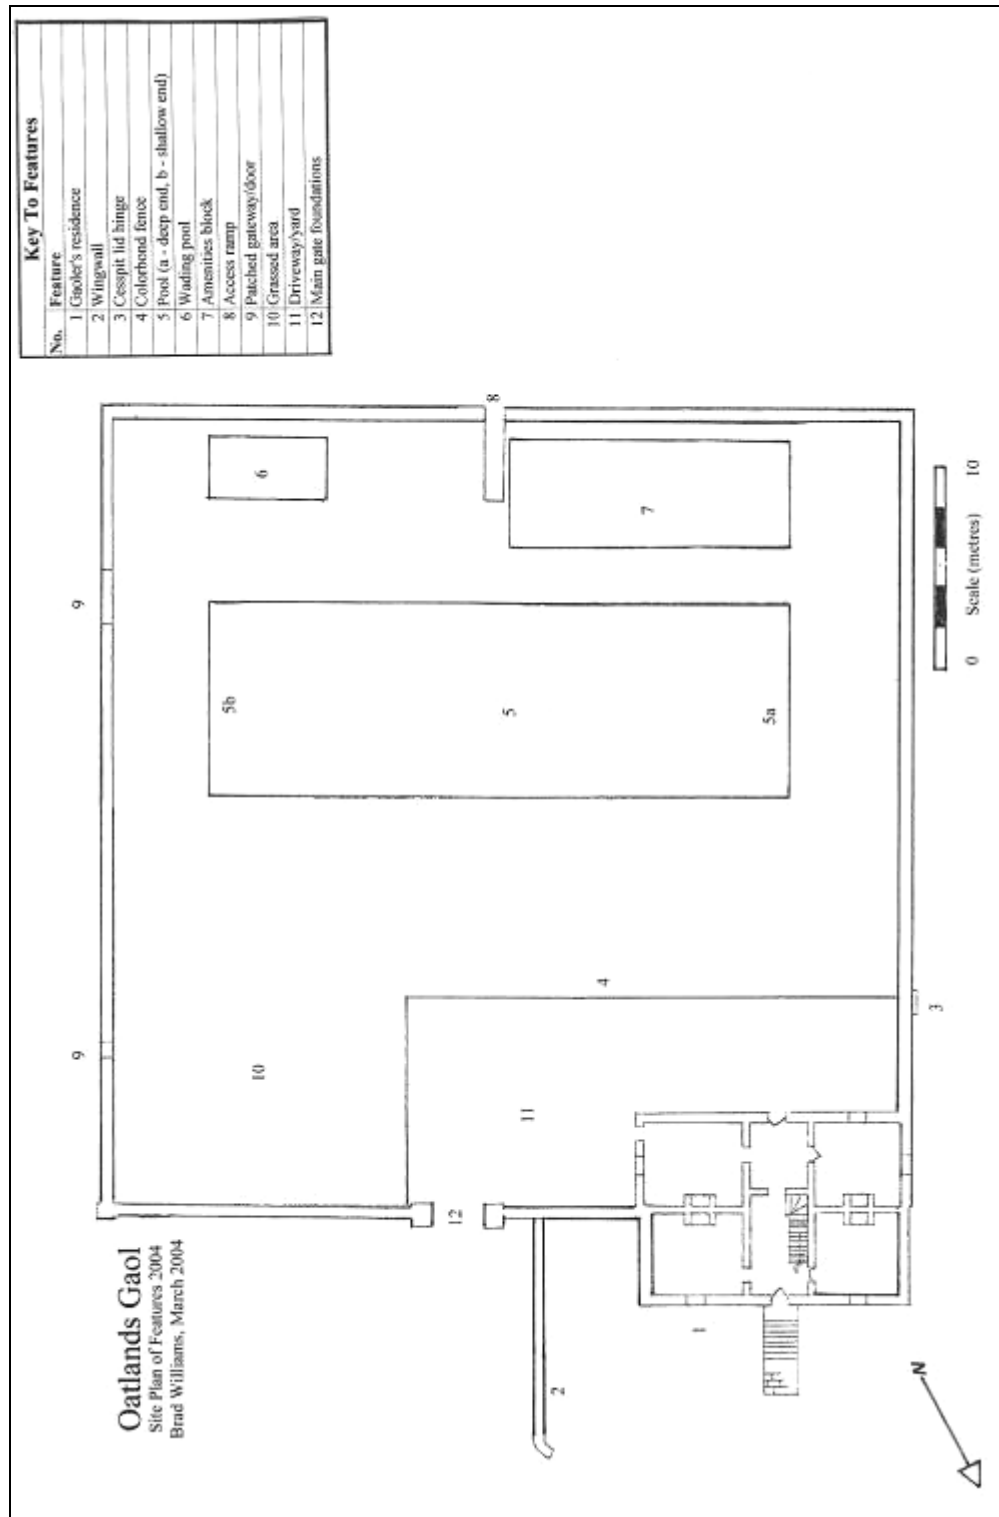 Oatlands Gaol
Site Plan of Features 2004
Brad Williams, March 2004
Key To Features
No. Feature
1 Gaoler's residence
2 Wingwall
3 Cesspit lid hinge
4 Colorbond fence
5 Pool (a - deep end, b - shallow end)
6 Wading pool
7 Amenities block
8 Access ramp
9 Patched gateway/door
10 Grassed area
11 Driveway/yard
12 Main gate foundations
9
9
10
5b
6
12
11
4
5
8
7
5a
2
1
3
0 Scale (metres) 10
N